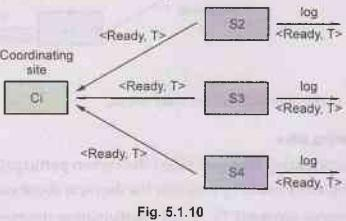 S2
log
<Ready, T>
<Ready, T>
Coordinating
site
Ci
<Ready, T>
S3
log
<Ready, T>
<Ready, T>
S4
log
<Ready, T>
Fig. 5.1.10